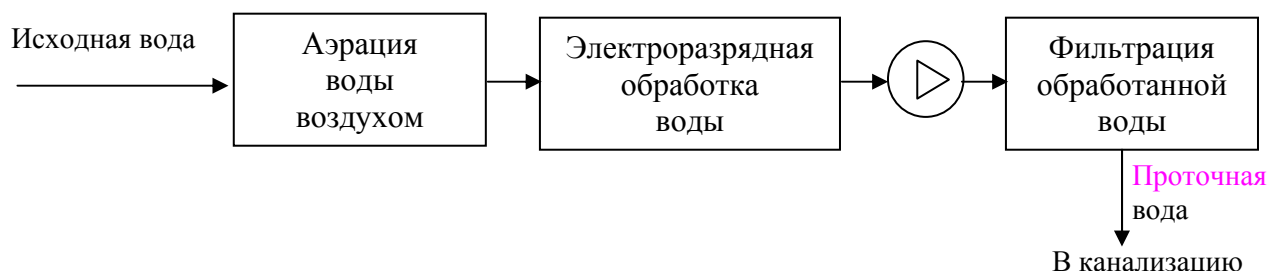 Исходная вода
Аэрация
воды
воздухом
Электроразрядная
обработка
воды
Фильтрация
обработанной
воды
Проточная
вода
В канализацию